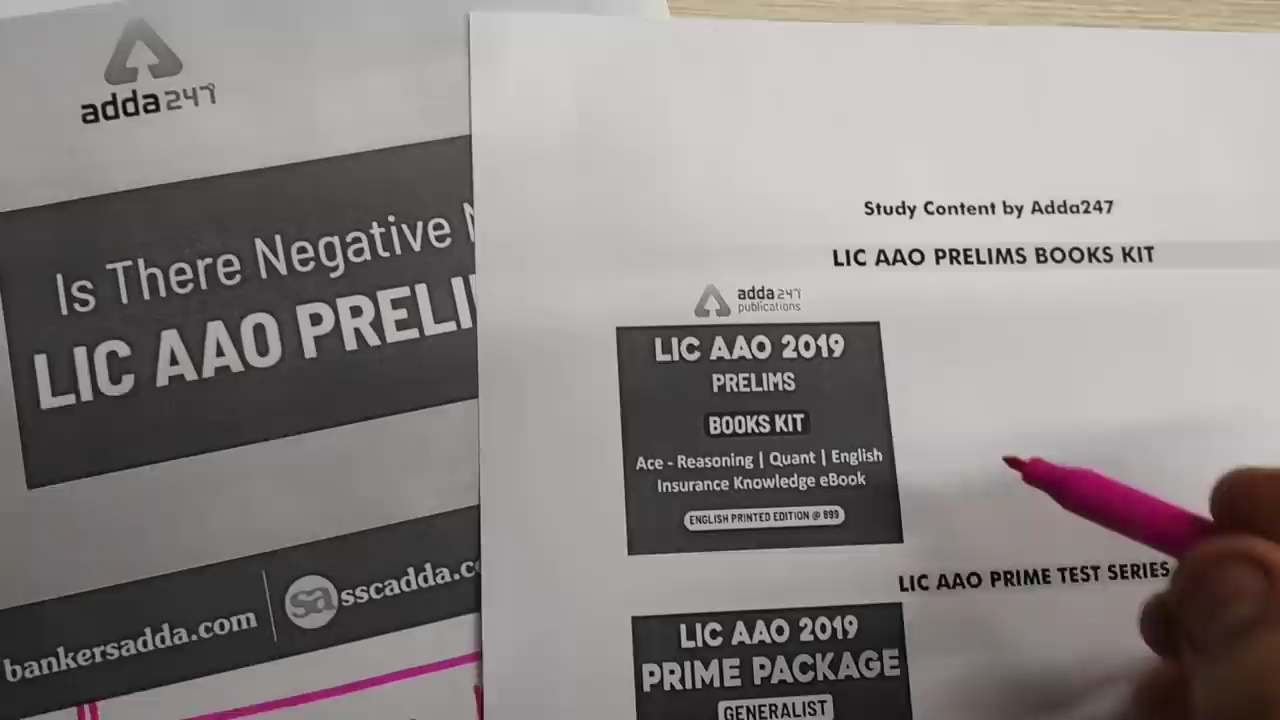 adda247
Is There Negative
LIC AAO PRELI
bankersadda.com
sa sscadda.c
Study Content by Adda247
LIC AAO PRELIMS BOOKS KIT
adda247
publications
LIC AAO 2019
PRELIMS
BOOKS KIT
Ace - Reasoning | Quant | English
Insurance Knowledge eBook
ENGLISH PRINTED EDITION @ 899
LIC AAO PRIME TEST SERIES
LIC AAO 2019
PRIME PACKAGE
GENERALIST